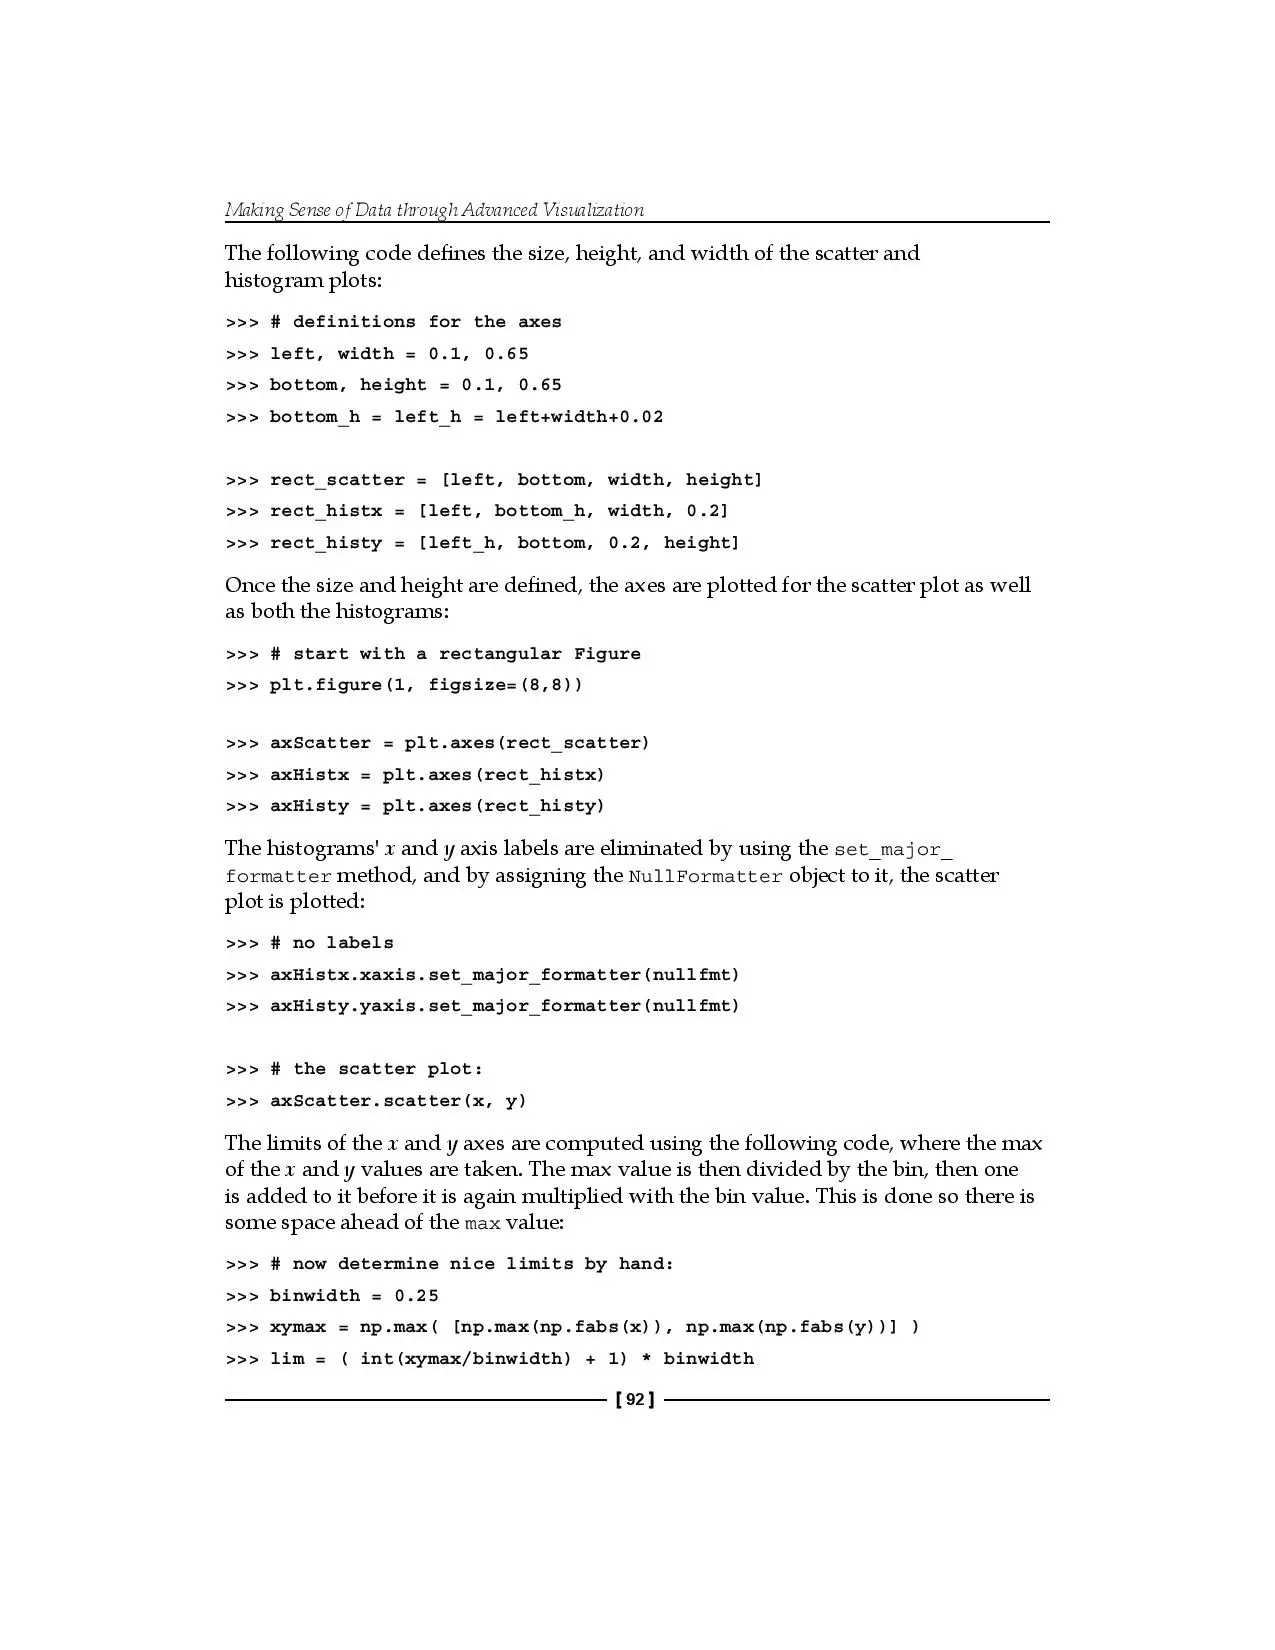 Making Sense of Data through Advanced Visualization
The following code defines the size, height, and width of the scatter and
histogram plots:
>>> # definitions for the axes
>>> left, width = 0.1, 0.65
>>> bottom, height = 0.1, 0.65
>>> bottom_h = left_h = left+width+0.02
>>> rect_scatter = [left, bottom, width, height]
>>> rect_histx = [left, bottom_h, width, 0.2]
>>> rect_histy = [left_h, bottom, 0.2, height]
Once the size and height are defined, the axes are plotted for the scatter plot as well
as both the histograms:
>>> # start with a rectangular Figure
>>> plt.figure(1, figsize=(8,8))
>>> axScatter = plt.axes(rect_scatter)
>>> axHistx = plt.axes(rect_histx)
>>> axHisty = plt.axes(rect_histy)
The histograms' x and y axis labels are eliminated by using the set_major_
formatter method, and by assigning the NullFormatter object to it, the scatter
plot is plotted:
>>> # no labels
>>> axHistx.xaxis.set_major_formatter(nullfmt)
>>> axHisty.yaxis.set_major_formatter(nullfmt)
>>> # the scatter plot:
>>> axScatter.scatter(x, y)
The limits of the x and y axes are computed using the following code, where the max
of the x and y values are taken. The max value is then divided by the bin, then one
is added to it before it is again multiplied with the bin value. This is done so there is
some space ahead of the max value:
>>> # now determine nice limits by hand:
>>> binwidth = 0.25
>>> xymax = np.max( [np.max(np.fabs(x)), np.max(np.fabs(y))] )
>>> lim = ( int(xymax/binwidth) + 1) * binwidth
[ 92 ]